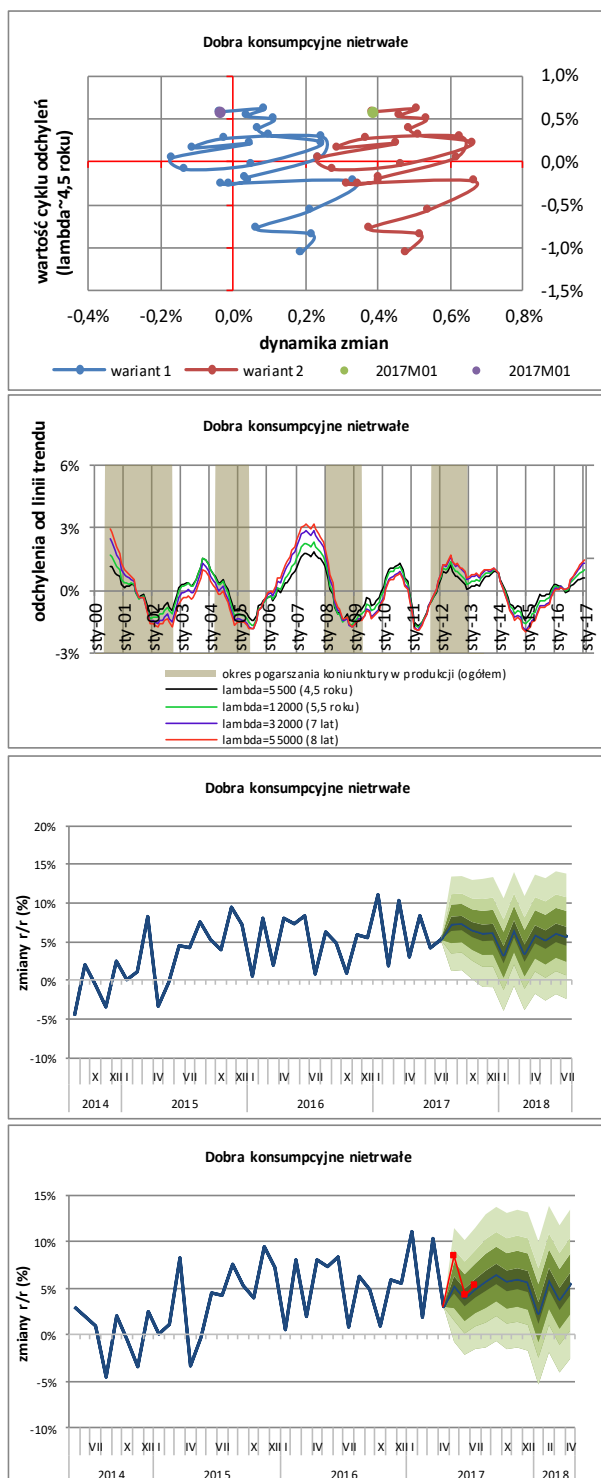 Dobra konsumpcyjne nietrwałe
wartość cyklu odchyleń
(lambda~4,5 roku)
1,0%
0,5%
0,0%
-0,5%
-1,0%
-1,5%
-0,4% -0,2% 0,0% 0,2% 0,4% 0,6% 0,8%
dynamika zmian
wariant 1 wariant 2 2017M01 2017M01
Dobra konsumpcyjne nietrwałe
odchylenia od linii trendu
6%
3%
0%
-3%
sty-00 sty-01 sty-02 sty-03 sty-04 sty-05 sty-06 sty-07 sty-08 sty-09 sty-10 sty-11 sty-12 sty-13 sty-14 sty-15 sty-16 sty-17
okres pogarszania koniunktury w produkcji (ogółem)
lambda=5500 (4,5 roku)
lambda=12000 (5,5 roku)
lambda=32000 (7 lat)
lambda=55000 (8 lat)
Dobra konsumpcyjne nietrwałe
zmiany r/r (%)
20%
15%
10%
5%
0%
-5%
-10%
X XII I IV VII X XII I IV VII X XII I IV VII X XII I IV VII
2014 2015 2016 2017 2018
Dobra konsumpcyjne nietrwałe
zmiany r/r (%)
15%
10%
5%
0%
-5%
-10%
VII X XII I IV VII X XII I IV VII X XII I IV VII X XII II IV
2014 2015 2016 2017 2018